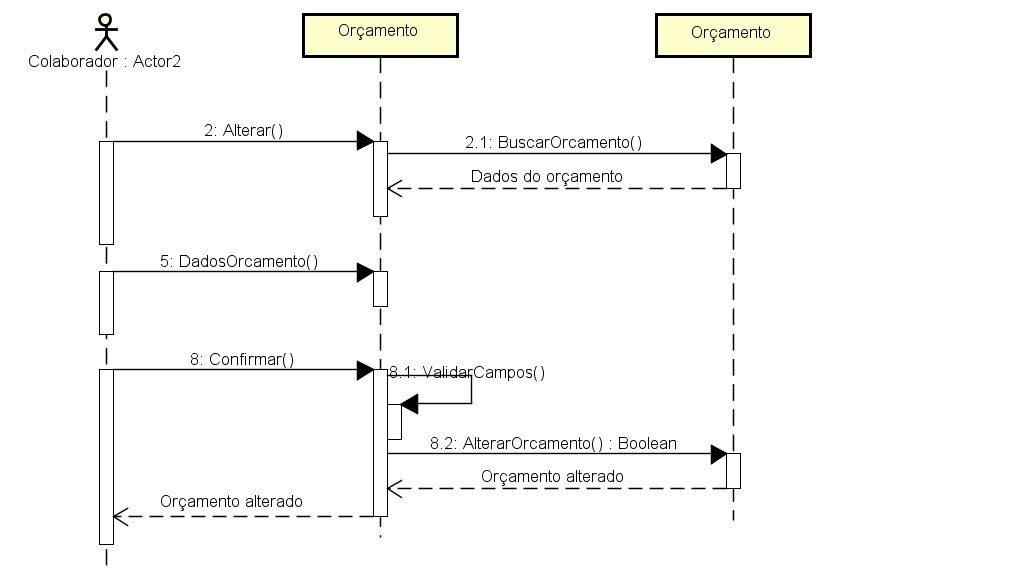 Orçamento
Orçamento
Colaborador : Actor2
2: Alterar()
2.1: BuscarOrcamento()
Dados do orçamento
5: DadosOrcamento()
8: Confirmar()
8.1: ValidarCampos()
8.2: AlterarOrcamento() : Boolean
Orçamento alterado
Orçamento alterado